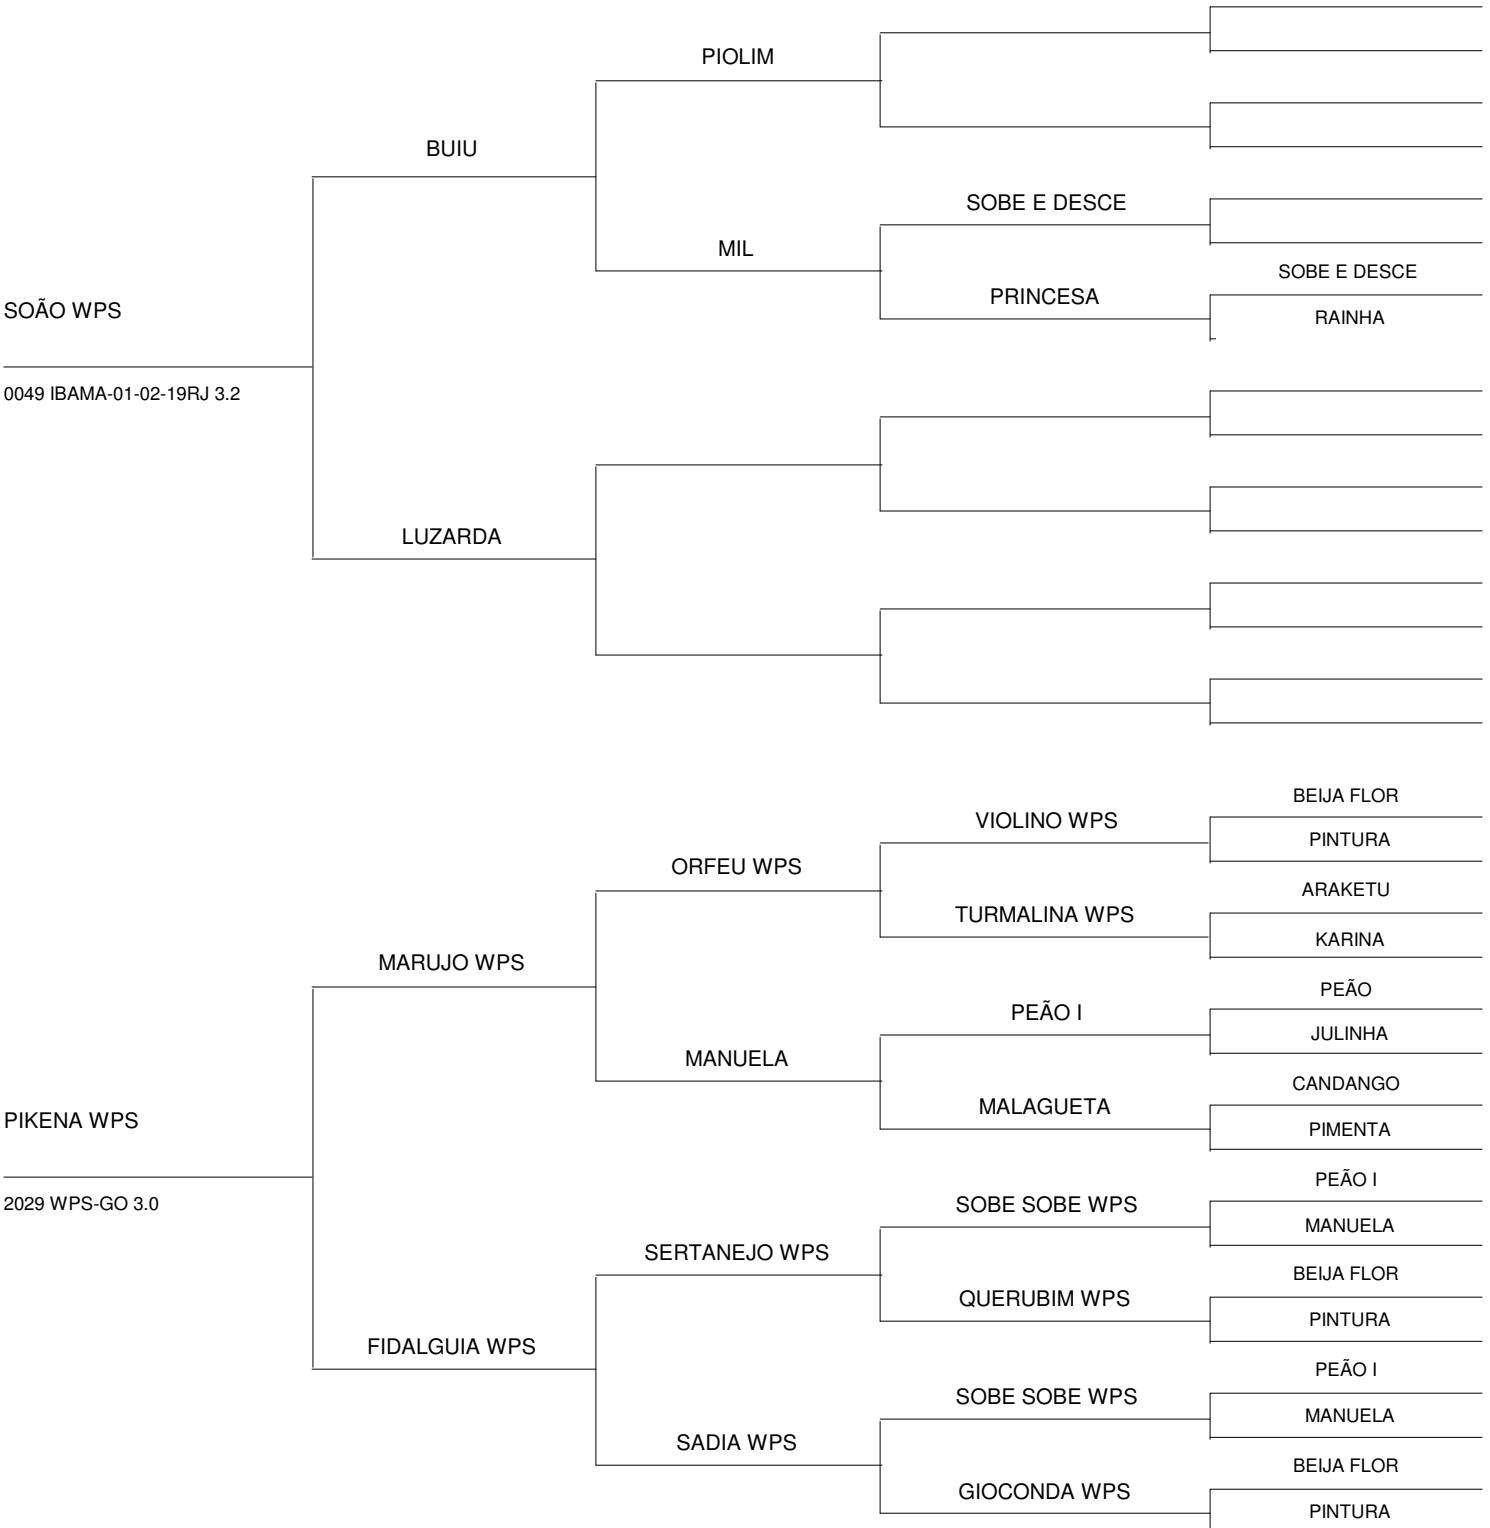 PIOLIM
BUIU
SOBE E DESCE
MIL
SOBE E DESCE
PRINCESA
SOÃO WPS
RAINHA
0049 IBAMA-01-02-19RJ 3.2
LUZARDA
BEIJA FLOR
VIOLINO WPS
PINTURA
ORFEU WPS
ARAKETU
TURMALINA WPS
KARINA
MARUJO WPS
PEÃO
PEÃO I
JULINHA
MANUELA
CANDANGO
MALAGUETA
PIKENA WPS
PIMENTA
PEÃO I
2029 WPS-GO 3.0
SOBE SOBE WPS
MANUELA
SERTANEJO WPS
BEIJA FLOR
QUERUBIM WPS
PINTURA
FIDALGUIA WPS
PEÃO I
SOBE SOBE WPS
MANUELA
SADIA WPS
BEIJA FLOR
GIOCONDA WPS
PINTURA